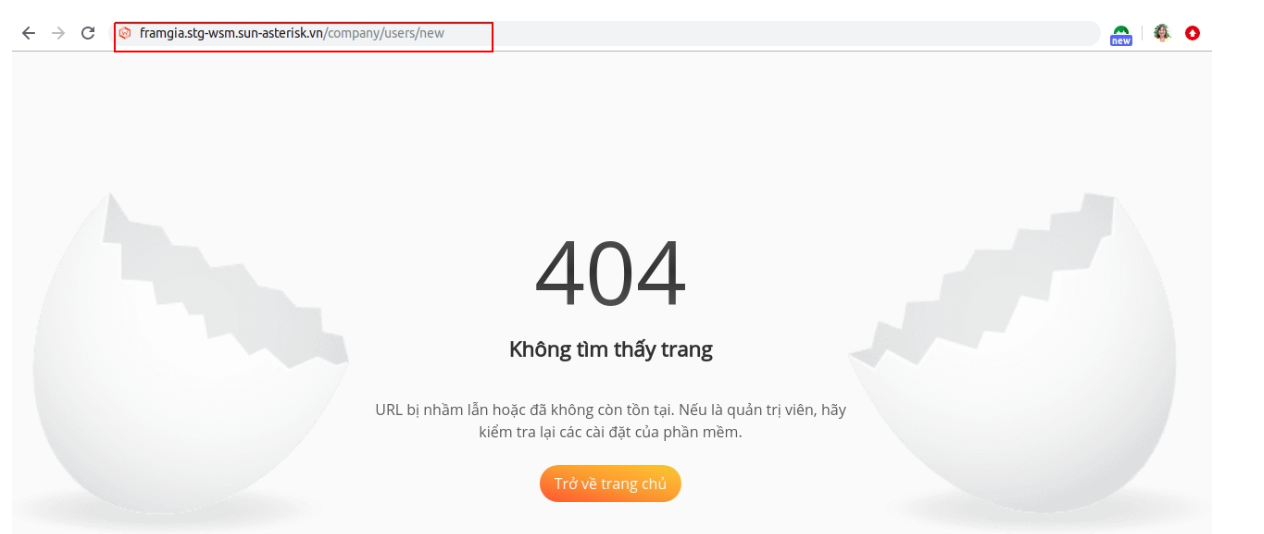 framgia.stg-wsm.sun-asterisk.vn/company/users/new
new
404
Không tìm thấy trang
URL bị nhầm lẫn hoặc đã không còn tồn tại. Nếu là quản trị viên, hãy
kiểm tra lại các cài đặt của phần mềm.
Trở về trang chủ